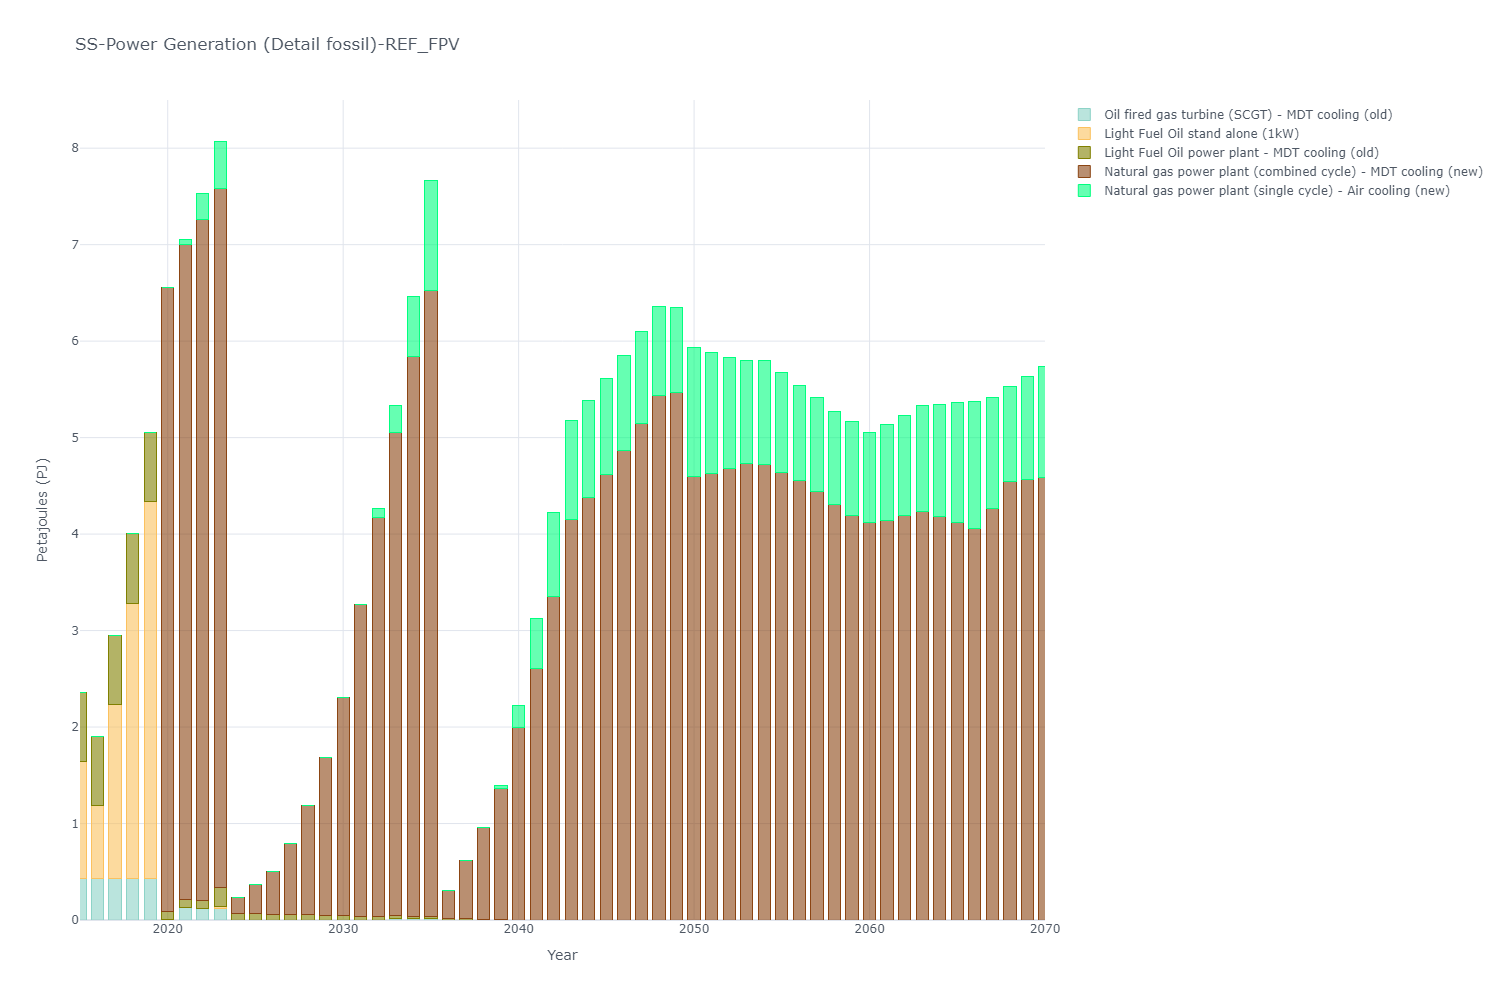 SS-Power Generation (Detail fossil)-REF_FPV
Oil fired gas turbine (SCGT) - MDT cooling (old)
Light Fuel Oil stand alone (1kW)
Light Fuel Oil power plant - MDT cooling (old)
Natural gas power plant (combined cycle) - MDT cooling (new)
Natural gas power plant (single cycle) - Air cooling (new)
8
7
6
5
4
3
2
1
0
Petajoules (PJ)
2020
2030
2040
2050
2060
2070
Year